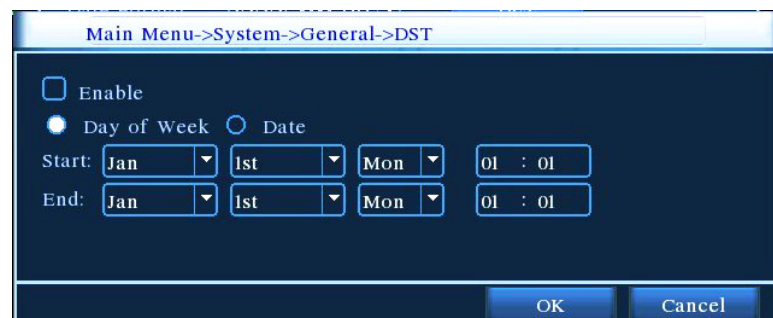 Main Menu->System->General->DST
Enable
Day of Week Date
Start: Jan 1st Mon 01 : 01
End: Jan 1st Mon 01 : 01
OK Cancel